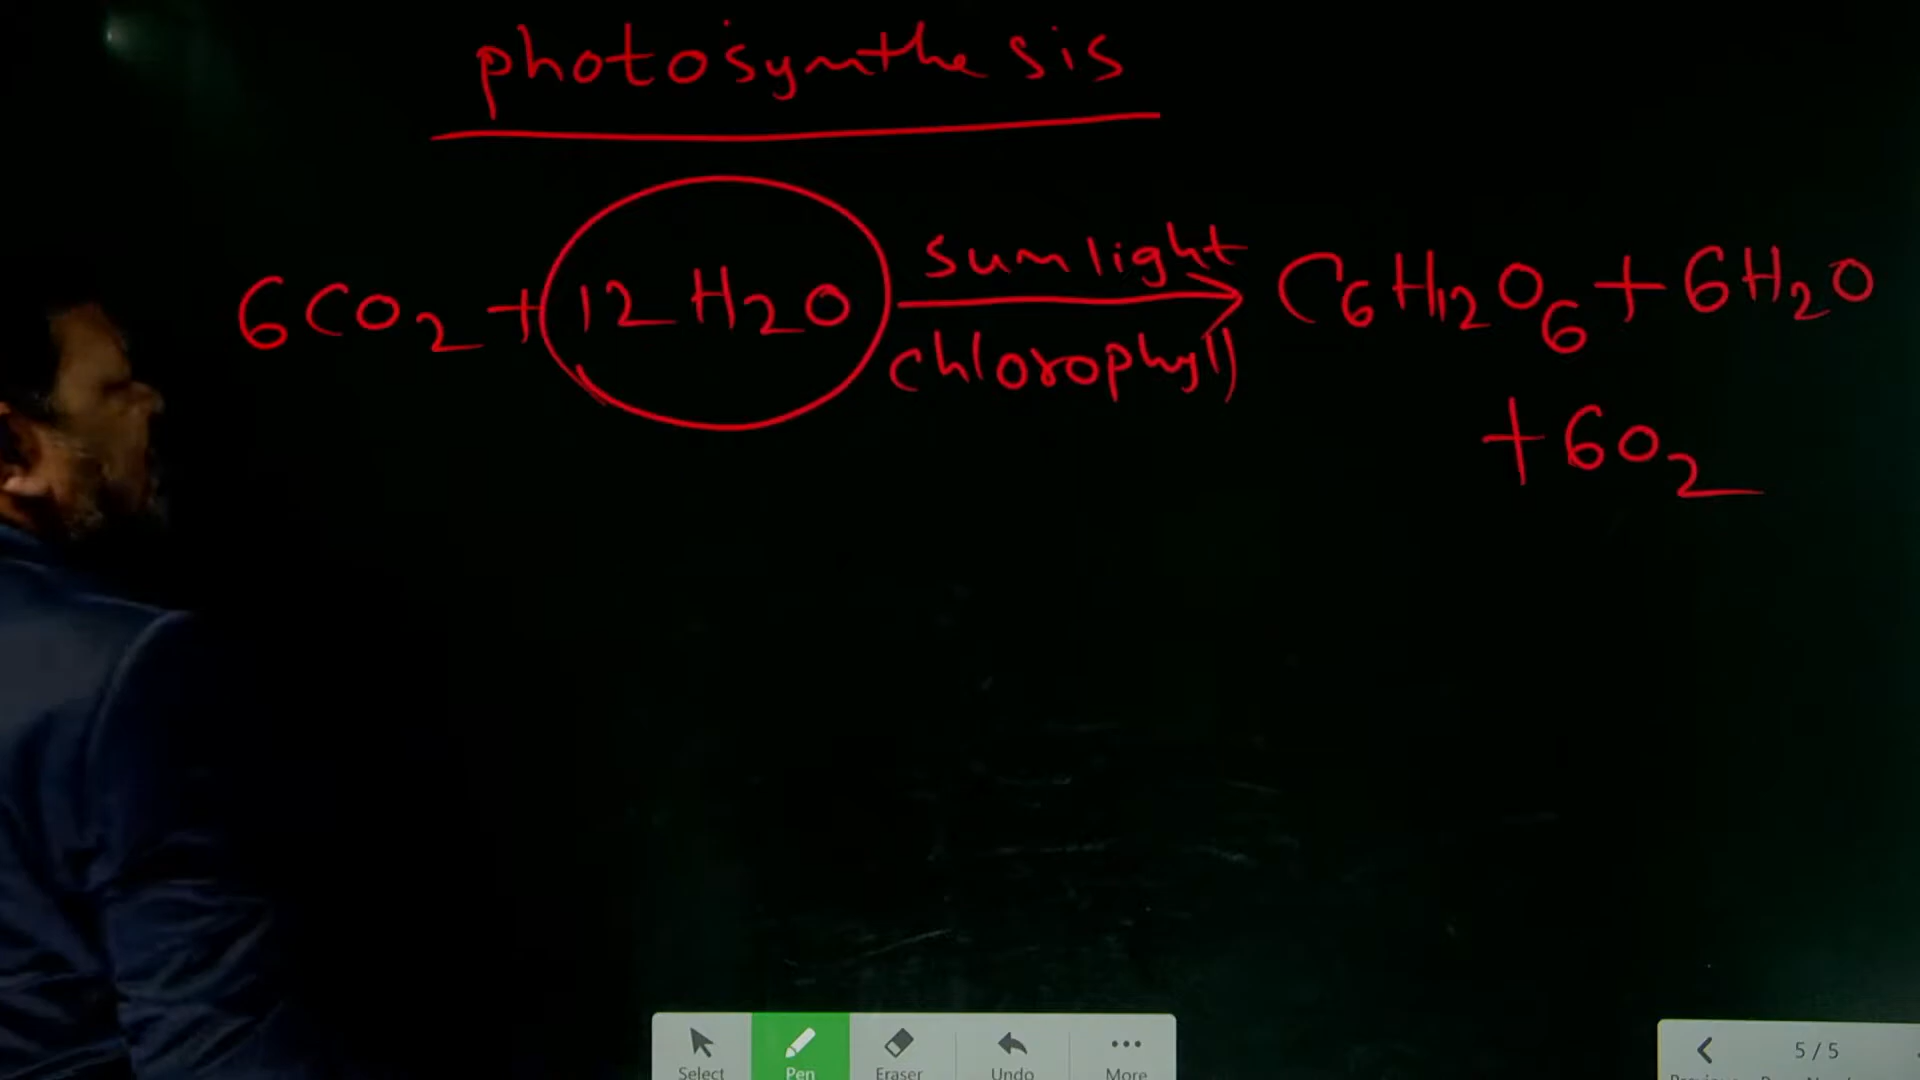 photosynthesis
6CO2 + 12H2O sunlight C6H12O6 + 6H2O
chlorophyll
+ 6O2
Select Pen Eraser Undo More
5 / 5